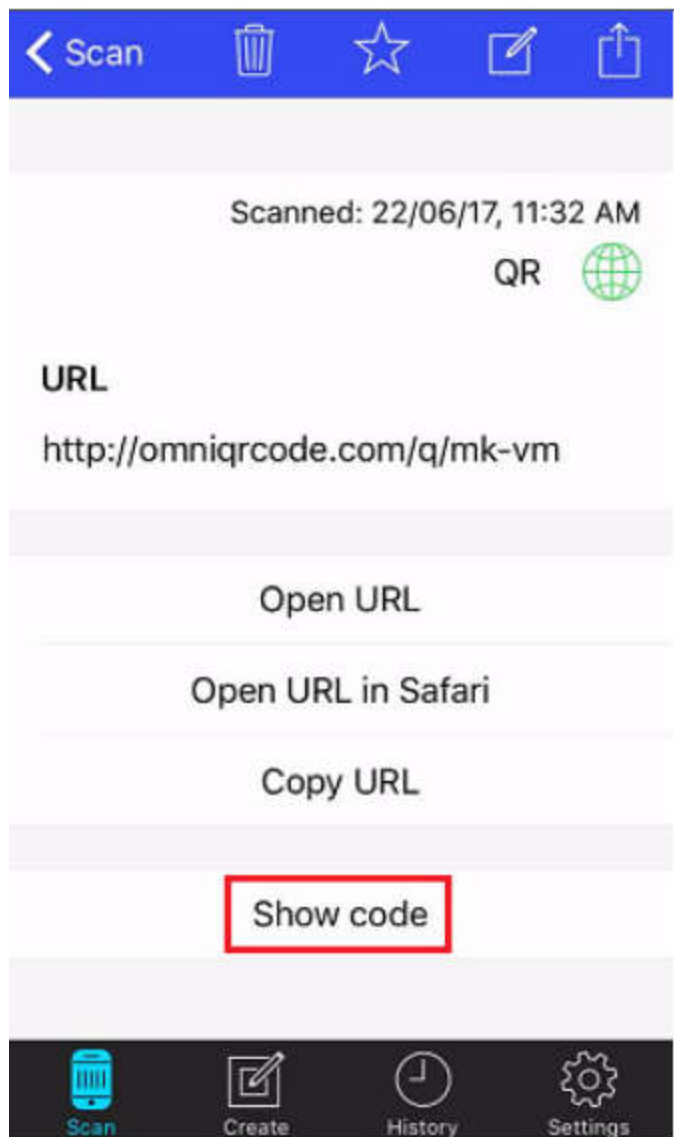 Scan
Scanned: 22/06/17, 11:32 AM
QR
URL
http://omniqrcode.com/q/mk-vm
Open URL
Open URL in Safari
Copy URL
Show code
Scan Create History Settings